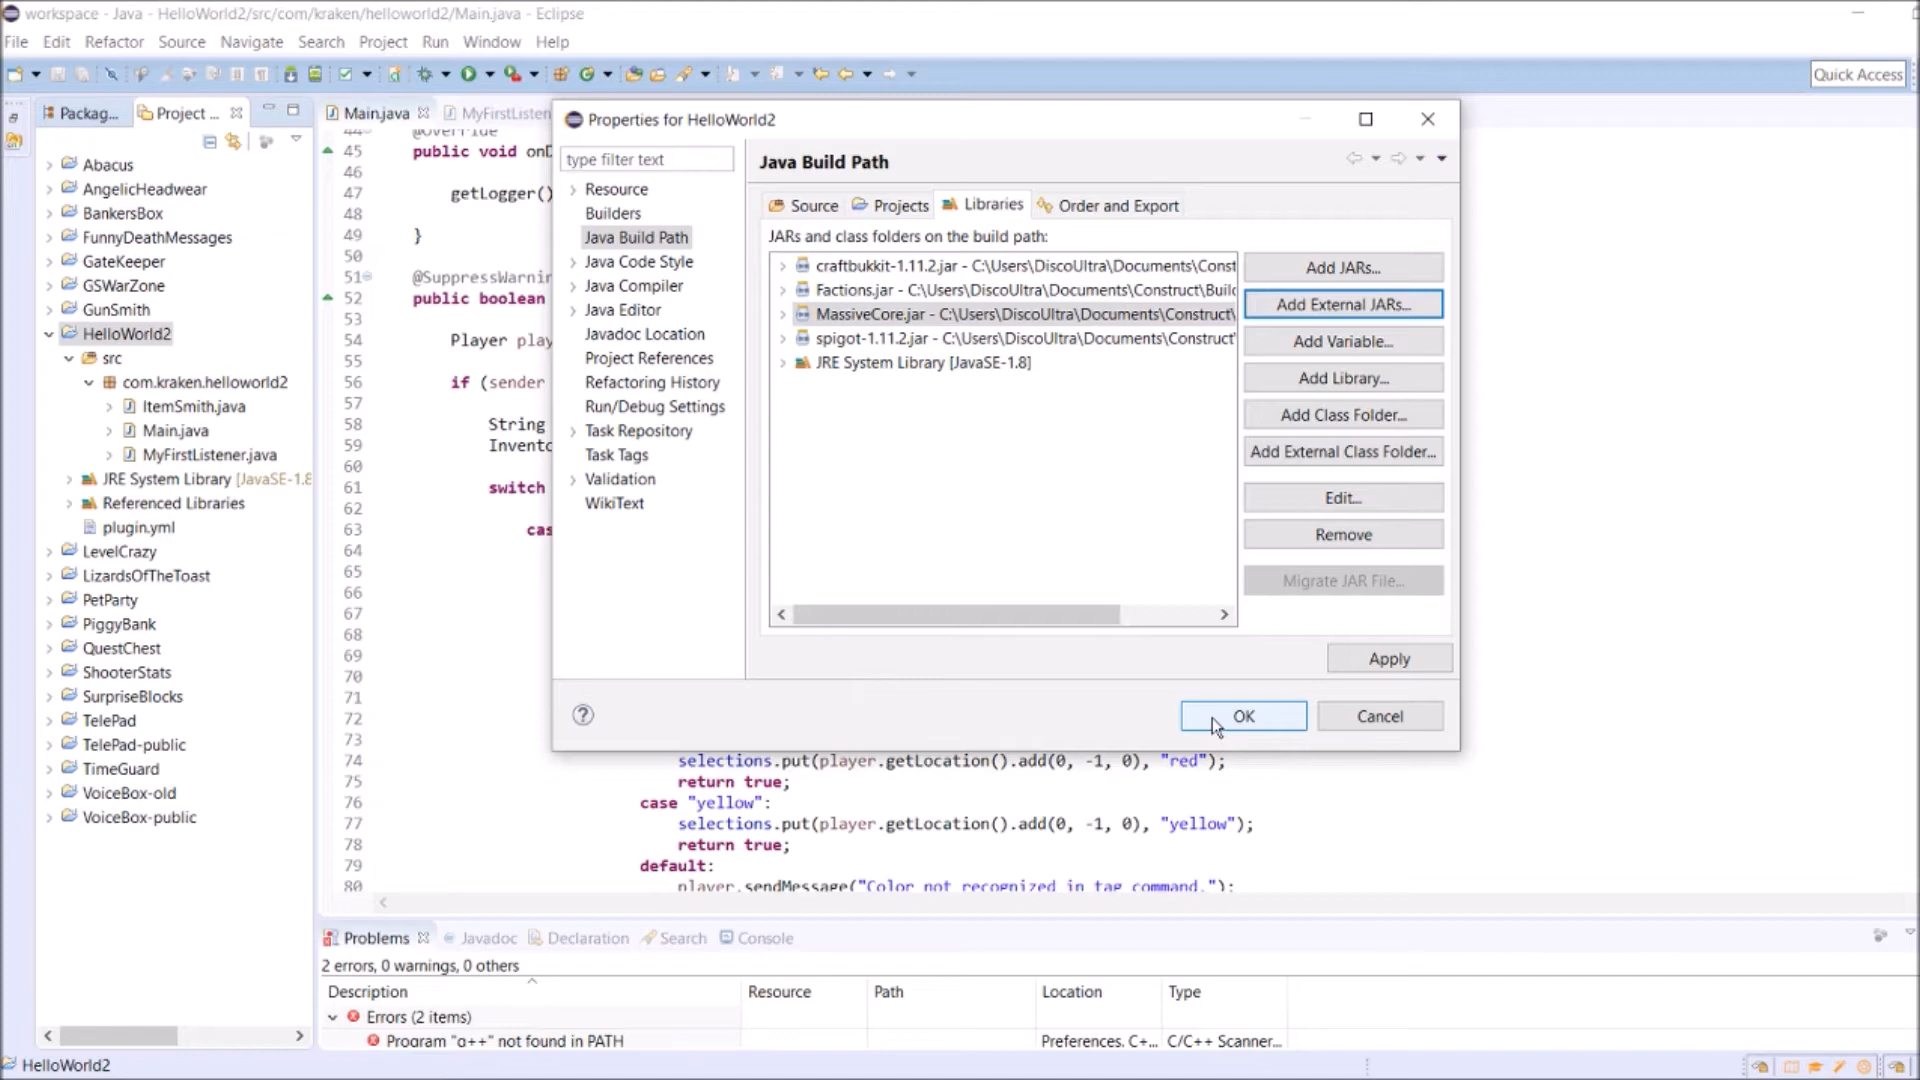 workspace - Java - HelloWorld2/src/com/kraken/helloworld2/Main.java - Eclipse
File Edit Refactor Source Navigate Search Project Run Window Help
Quick Access
Packag... Project ...
Abacus
AngelicHeadwear
BankersBox
FunnyDeathMessages
GateKeeper
GSWarZone
GunSmith
HelloWorld2
src
com.kraken.helloworld2
ItemSmith.java
Main.java
MyFirstListener.java
JRE System Library [JavaSE-1.8
Referenced Libraries
plugin.yml
LevelCrazy
LizardsOfTheToast
PetParty
PiggyBank
QuestChest
ShooterStats
SurpriseBlocks
TelePad
TelePad-public
TimeGuard
VoiceBox-old
VoiceBox-public
Main.java MyFirstListen
44 @Override
45 public void onD
46
47 getLogger()
48
49 }
50
51 @SuppressWarnin
52 public boolean
53
54 Player play
55
56 if (sender
57
58 String
59 Invento
60
61 switch
62
63 cas
64
65
66
67
68
69
70
71
72
73
74 selections.put(player.getLocation().add(0, -1, 0), "red");
75 return true;
76 case "yellow":
77 selections.put(player.getLocation().add(0, -1, 0), "yellow");
78 return true;
79 default:
80 player.sendMessage("Color not recognized in tag command.");
Properties for HelloWorld2
type filter text
Resource
Builders
Java Build Path
Java Code Style
Java Compiler
Java Editor
Javadoc Location
Project References
Refactoring History
Run/Debug Settings
Task Repository
Task Tags
Validation
WikiText
Java Build Path
Source Projects Libraries Order and Export
JARs and class folders on the build path:
craftbukkit-1.11.2.jar - C:\Users\DiscoUltra\Documents\Const
Factions.jar - C:\Users\DiscoUltra\Documents\Construct\Build
MassiveCore.jar - C:\Users\DiscoUltra\Documents\Construct\
spigot-1.11.2.jar - C:\Users\DiscoUltra\Documents\Construct\
JRE System Library [JavaSE-1.8]
Add JARs...
Add External JARs...
Add Variable...
Add Library...
Add Class Folder...
Add External Class Folder...
Edit...
Remove
Migrate JAR File...
Apply
OK Cancel
Problems Javadoc Declaration Search Console
2 errors, 0 warnings, 0 others
Description Resource Path Location Type
Errors (2 items)
Program "g++" not found in PATH Preferences, C+... C/C++ Scanner...
HelloWorld2